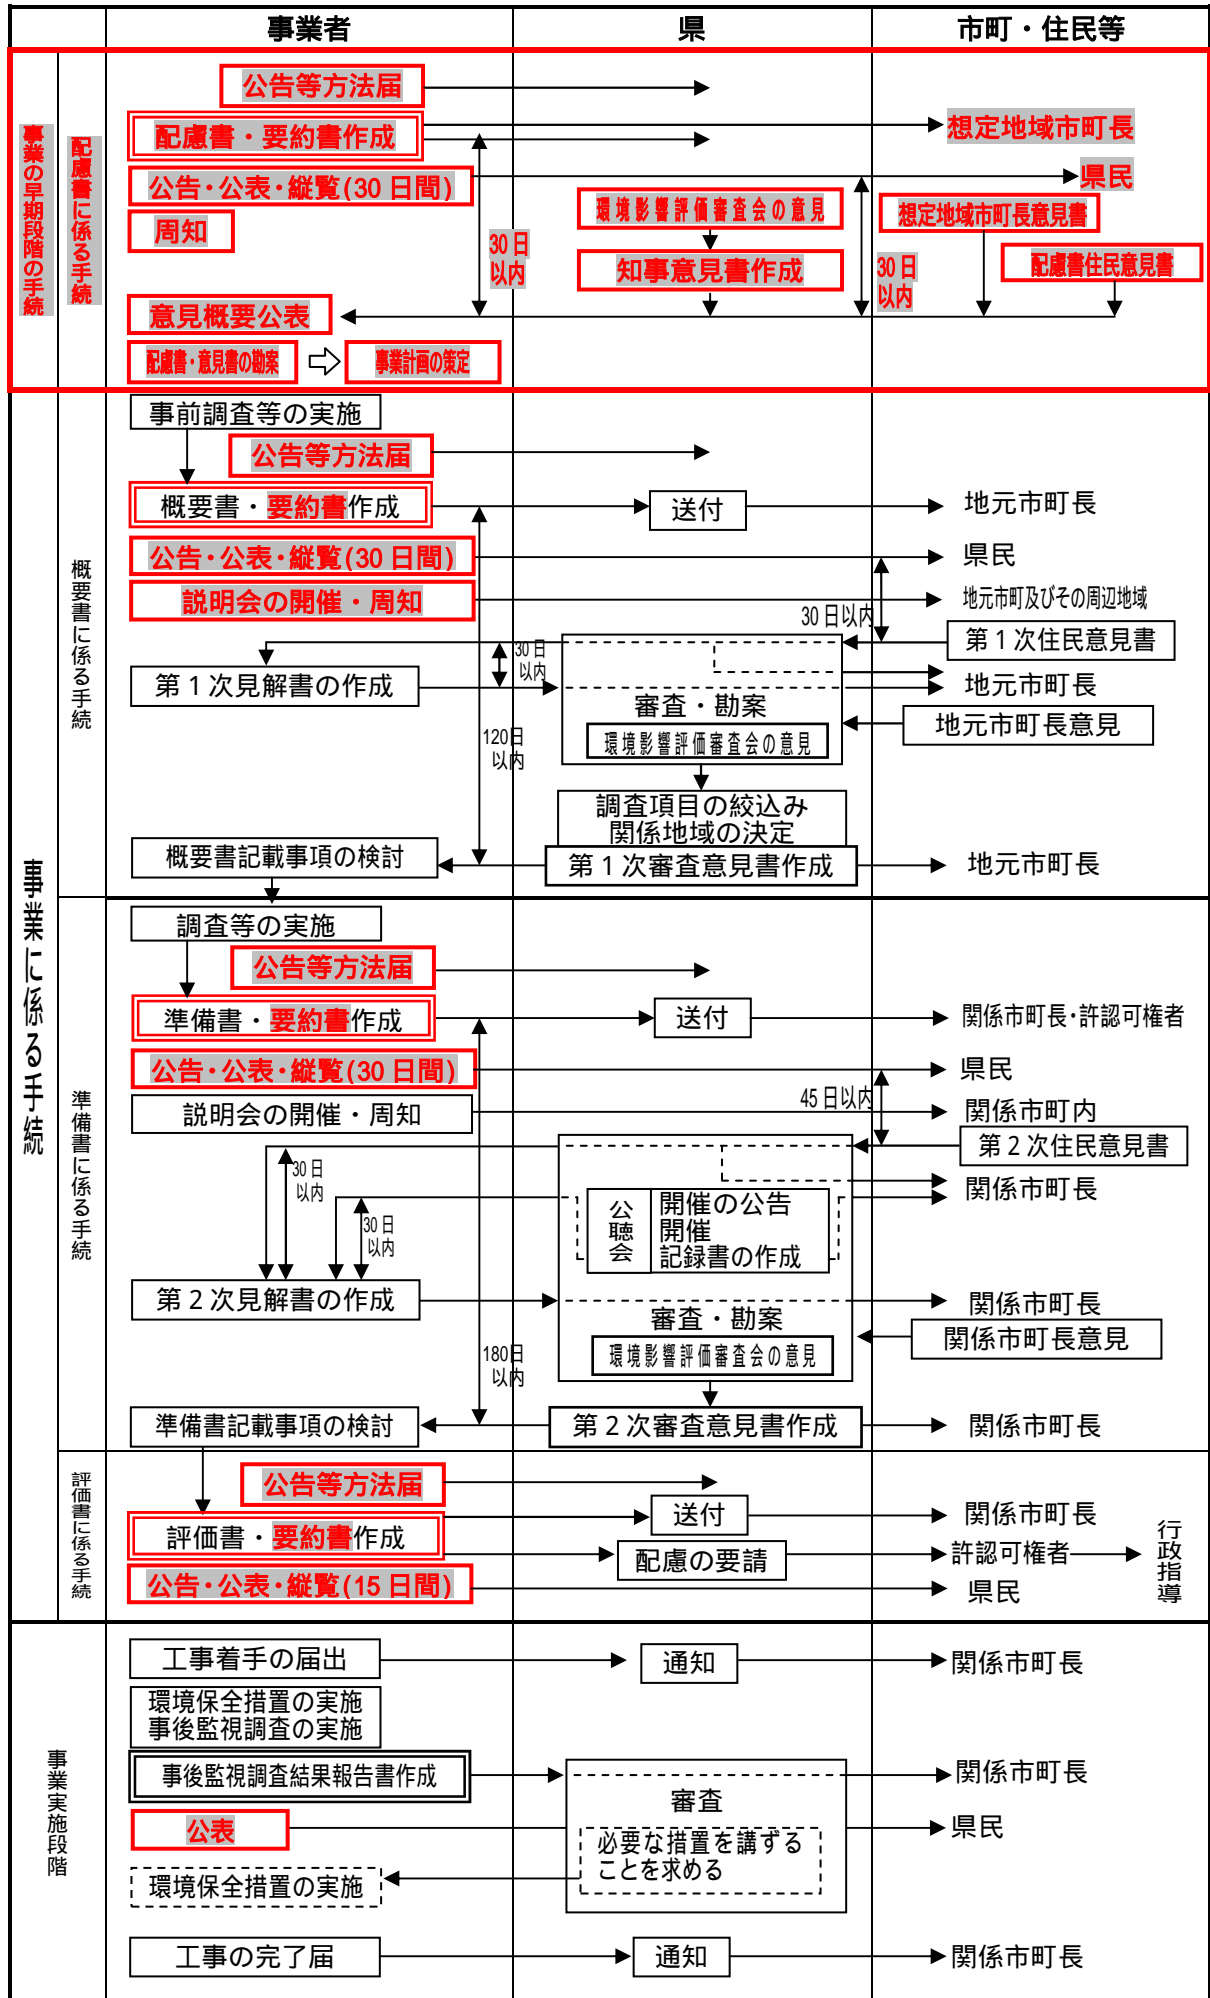 事業者
県
市町・住民等
事業の早期段階の手続
配慮書に係る手続
公告等方法届
配慮書・要約書作成
想定地域市町長
公告・公表・縦覧(30日間)
県民
周知
30日
以内
環境影響評価審査会の意見
想定地域市町長意見書
知事意見書作成
30日
以内
配慮書住民意見書
意見概要公表
配慮書・意見書の勘案
事業計画の策定
事業に係る手続
概要書に係る手続
事前調査等の実施
公告等方法届
概要書・要約書作成
送付
地元市町長
公告・公表・縦覧(30日間)
県民
説明会の開催・周知
地元市町及びその周辺地域
30日以内
第1次住民意見書
30日
以内
第1次見解書の作成
地元市町長
審査・勘案
環境影響評価審査会の意見
地元市町長意見
120日
以内
調査項目の絞込み
関係地域の決定
概要書記載事項の検討
第1次審査意見書作成
地元市町長
準備書に係る手続
調査等の実施
公告等方法届
準備書・要約書作成
送付
関係市町長・許認可権者
公告・公表・縦覧(30日間)
県民
45日以内
説明会の開催・周知
関係市町内
第2次住民意見書
30日
以内
関係市町長
公聴会
開催の公告
開催
記録書の作成
30日
以内
第2次見解書の作成
関係市町長
審査・勘案
環境影響評価審査会の意見
関係市町長意見
180日
以内
準備書記載事項の検討
第2次審査意見書作成
関係市町長
評価書に係る手続
公告等方法届
評価書・要約書作成
送付
関係市町長
配慮の要請
許認可権者
行政指導
公告・公表・縦覧(15日間)
県民
事業実施段階
工事着手の届出
通知
関係市町長
環境保全措置の実施
事後監視調査の実施
事後監視調査結果報告書作成
関係市町長
審査
公表
県民
必要な措置を講ずる
ことを求める
環境保全措置の実施
工事の完了届
通知
関係市町長